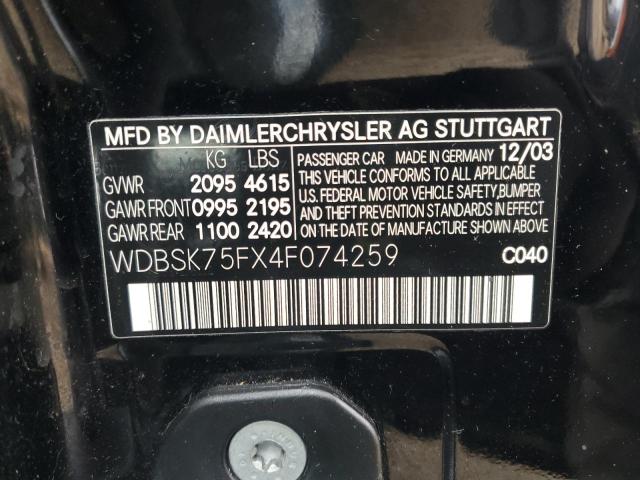 MFD BY DAIMLERCHRYSLER AG STUTTGART
KG LBS
GVWR 2095 4615
GAWR FRONT 0995 2195
GAWR REAR 1100 2420
PASSENGER CAR MADE IN GERMANY 12/03
THIS VEHICLE CONFORMS TO ALL APPLICABLE
U.S. FEDERAL MOTOR VEHICLE SAFETY, BUMPER
AND THEFT PREVENTION STANDARDS IN EFFECT
ON THE DATE OF MANUFACTURE SHOWN ABOVE
WDBSK75FX4F074259 C040